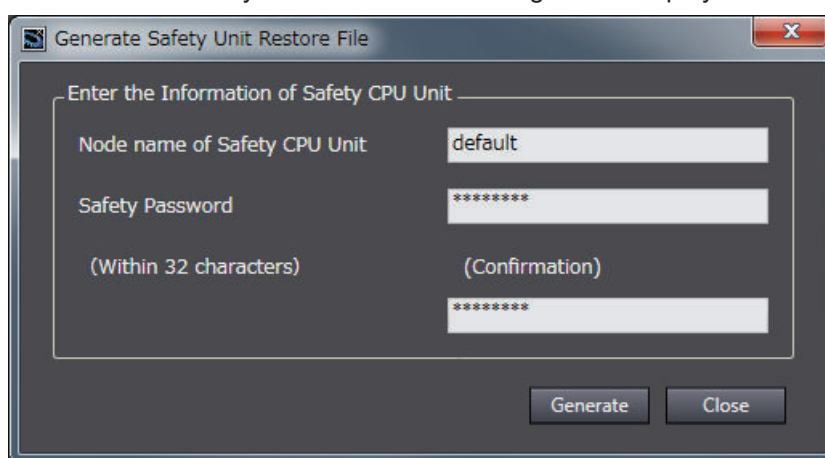 Generate Safety Unit Restore File
Enter the Information of Safety CPU Unit
Node name of Safety CPU Unit default
Safety Password ********
(Within 32 characters) (Confirmation)
********
Generate Close